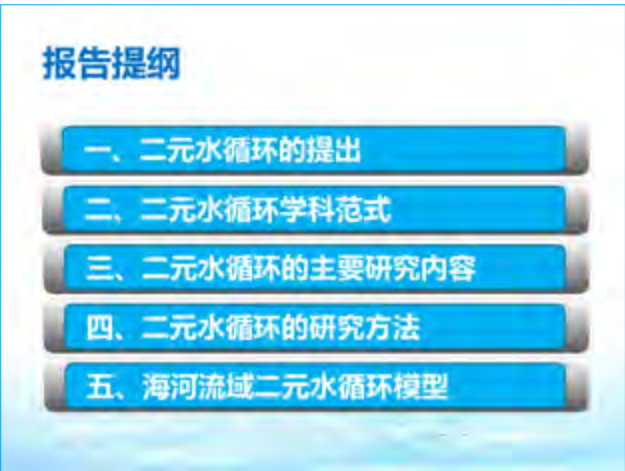 报告提纲
一、二元水循环的提出
二、二元水循环学科范式
三、二元水循环的主要研究内容
四、二元水循环的研究方法
五、海河流域二元水循环模型